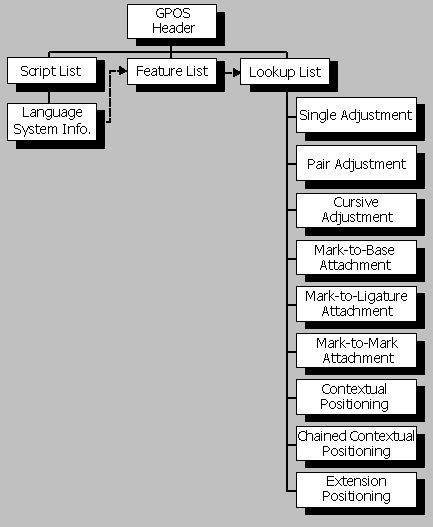 GPOS
Header
Script List
Feature List
Lookup List
Language
System Info.
Single Adjustment
Pair Adjustment
Cursive
Adjustment
Mark-to-Base
Attachment
Mark-to-Ligature
Attachment
Mark-to-Mark
Attachment
Contextual
Positioning
Chained Contextual
Positioning
Extension
Positioning